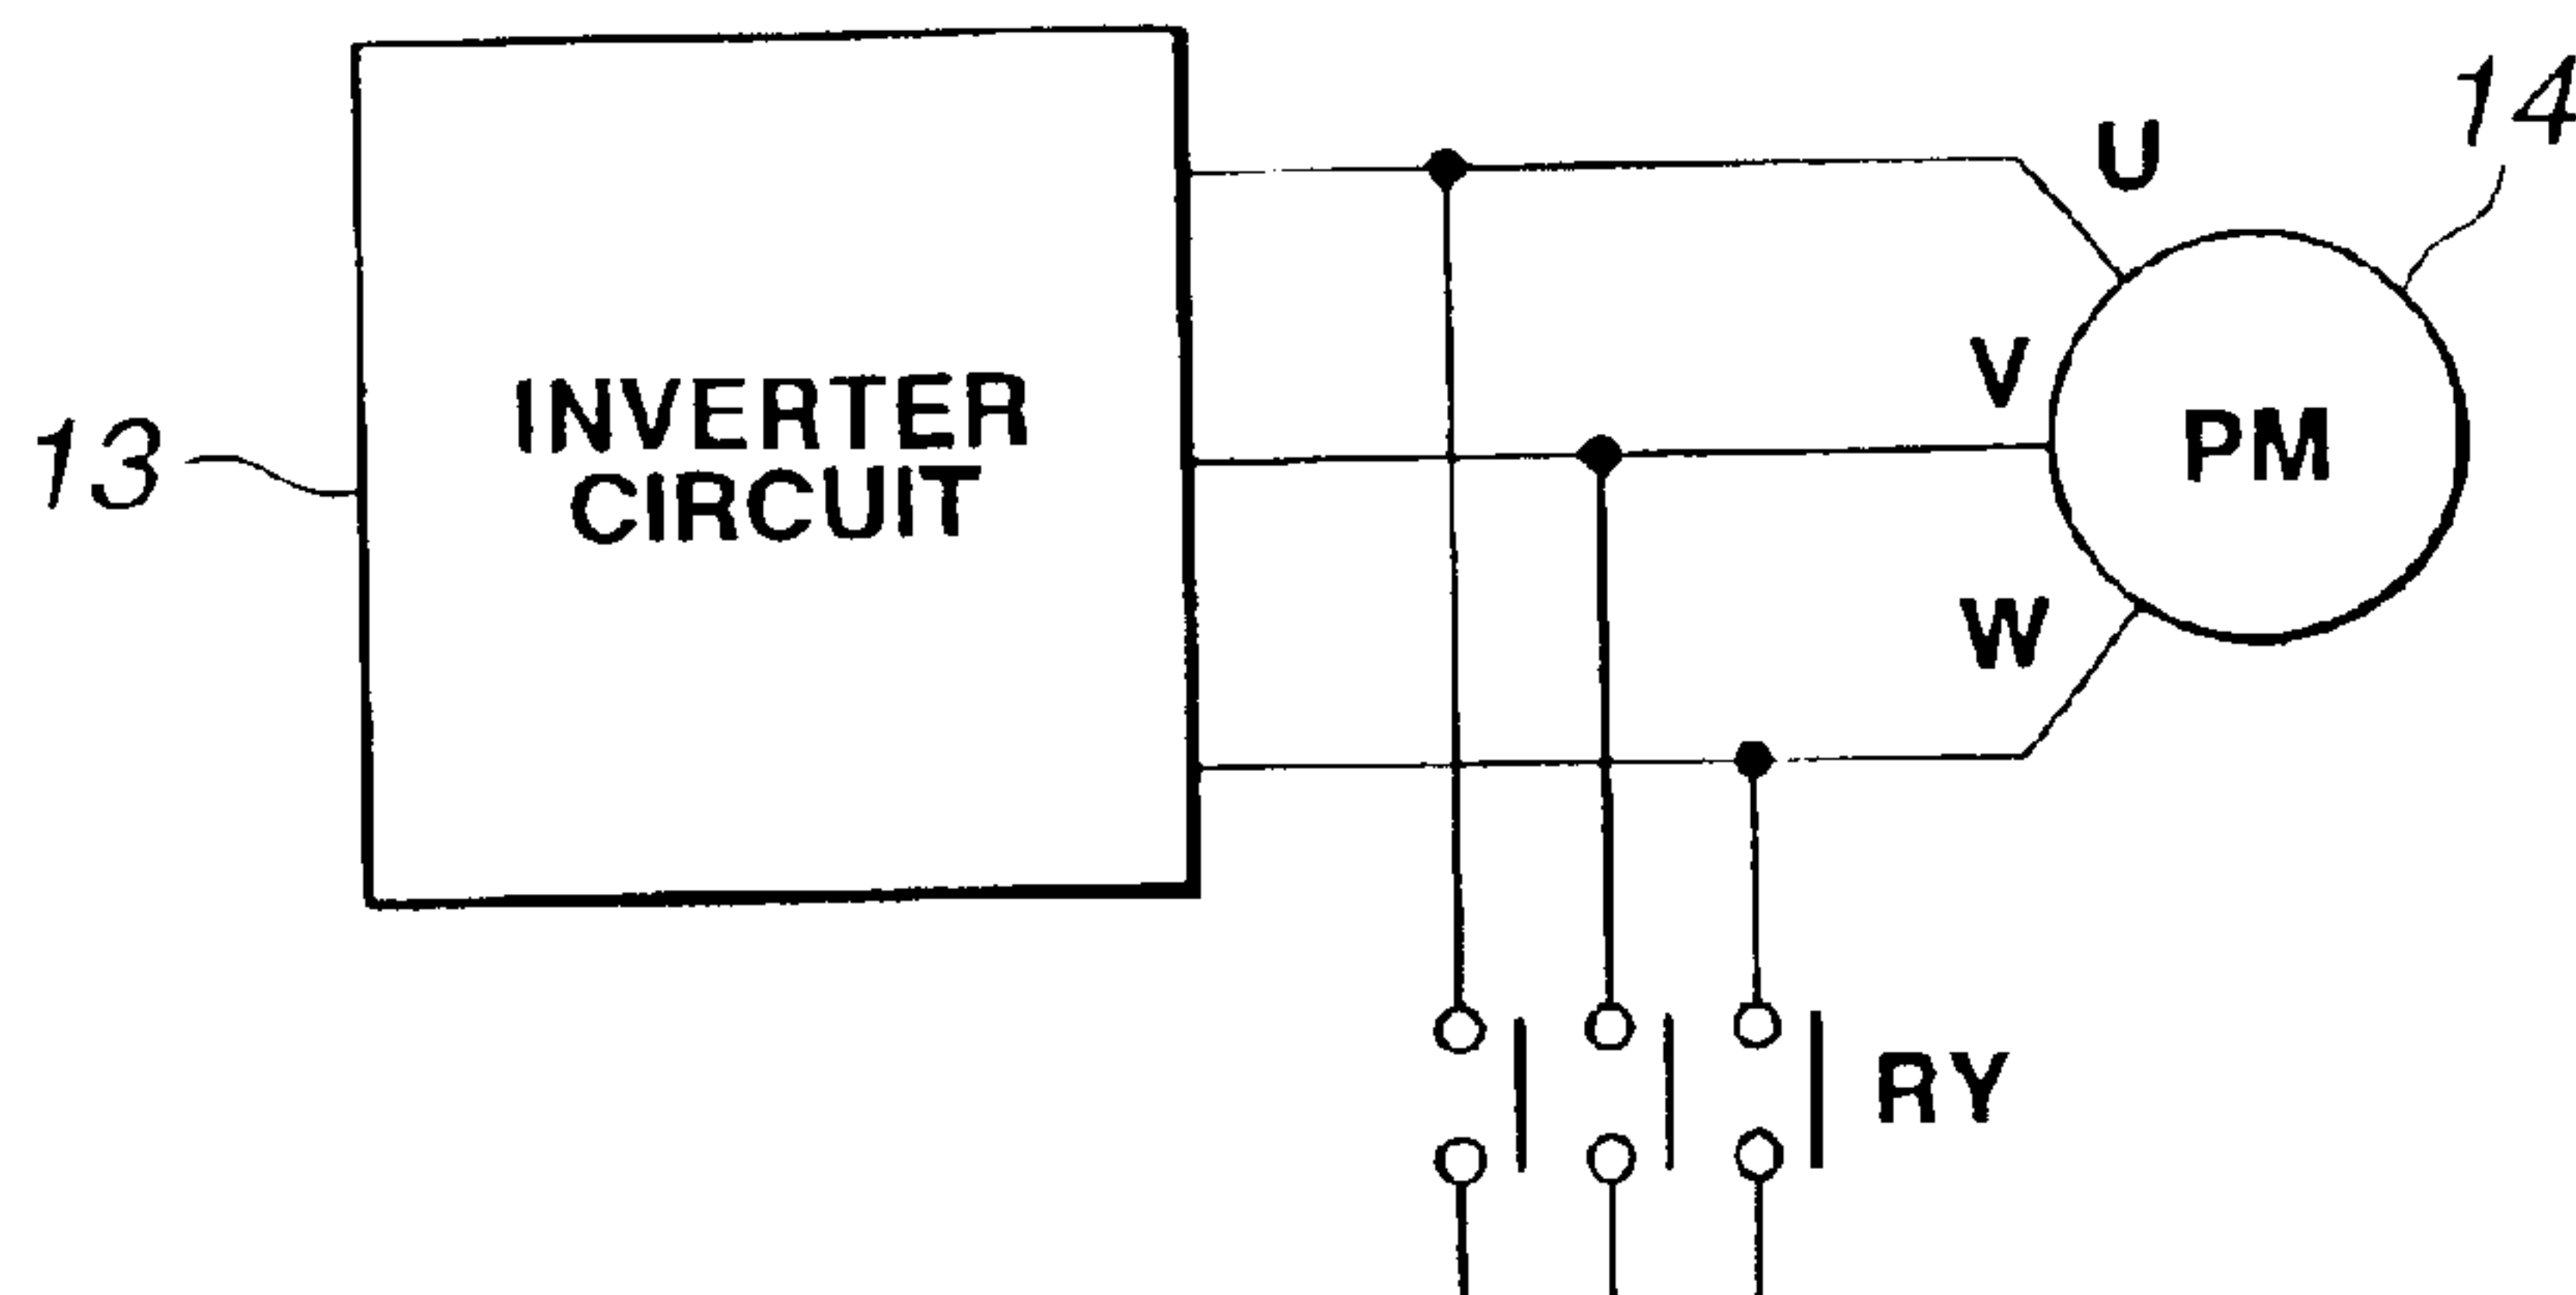 14
U
V
PM
INVERTER
CIRCUIT
13
W
RY